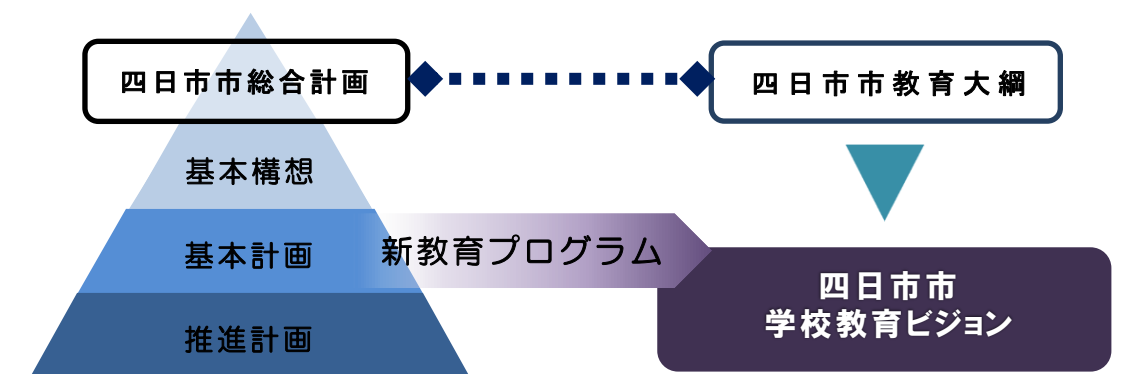 四日市市総合計画
四日市市教育大綱
基本構想
基本計画
新教育プログラム
推進計画
四日市市
学校教育ビジョン